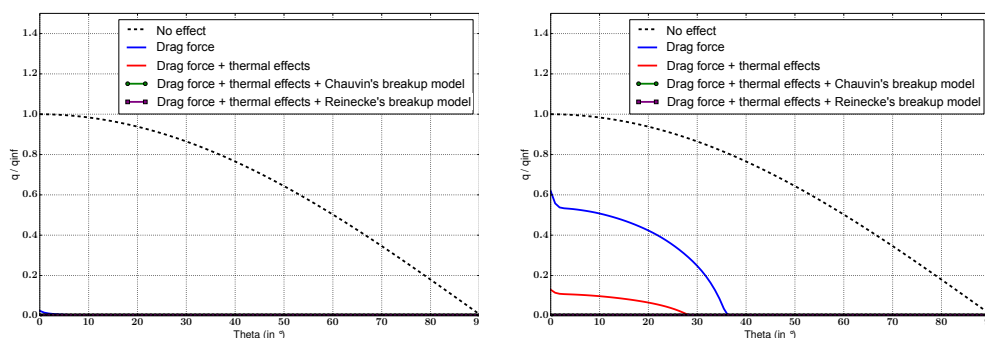 1.4
1.2
1.0
0.8
0.6
0.4
0.2
0.0
q / qinf
No effect
Drag force
Drag force + thermal effects
Drag force + thermal effects + Chauvin's breakup model
Drag force + thermal effects + Reinecke's breakup model
0 10 20 30 40 50 60 70 80 90
Theta (in °)
1.4
1.2
1.0
0.8
0.6
0.4
0.2
0.0
q / qinf
No effect
Drag force
Drag force + thermal effects
Drag force + thermal effects + Chauvin's breakup model
Drag force + thermal effects + Reinecke's breakup model
0 10 20 30 40 50 60 70 80
Theta (in °)